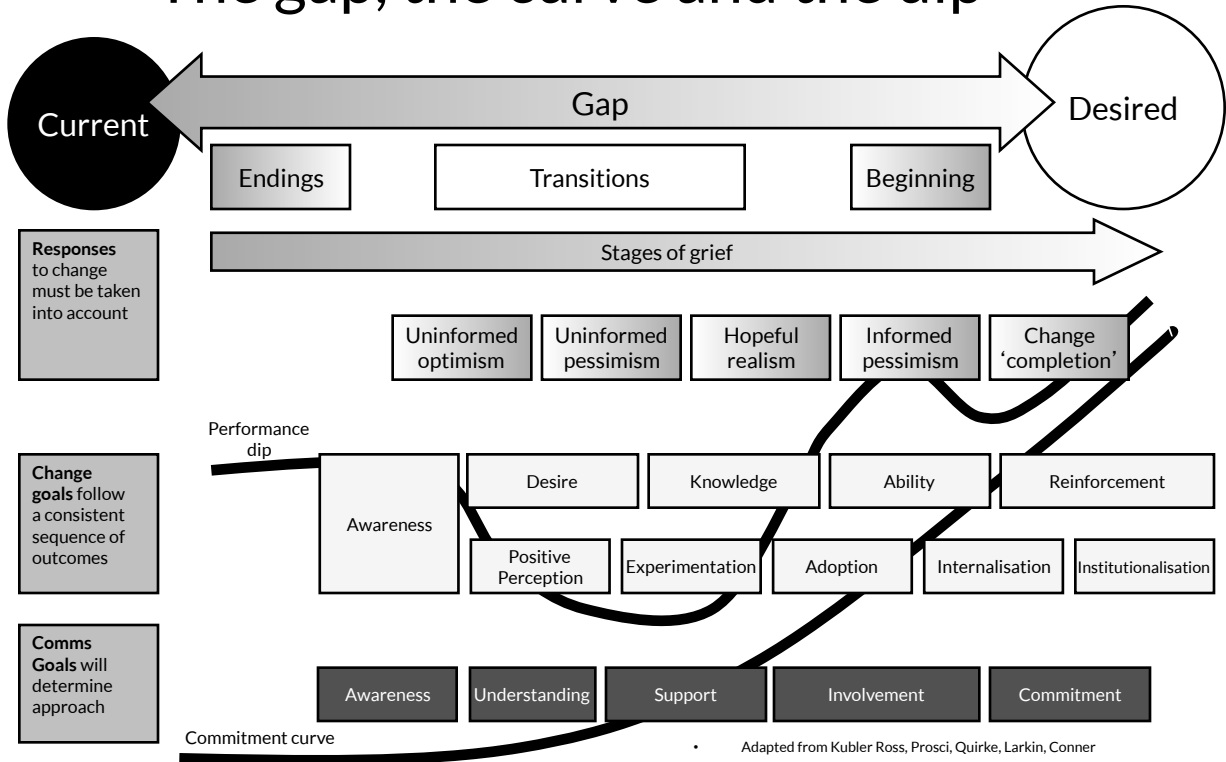 The gap, the curve and the dip
Current
Gap
Desired
Endings
Transitions
Beginning
Responses
to change
must be taken
into account
Stages of grief
Uninformed
optimism
Uninformed
pessimism
Hopeful
realism
Informed
pessimism
Change
‘completion’
Performance
dip
Change
goals follow
a consistent
sequence of
outcomes
Awareness
Desire
Knowledge
Ability
Reinforcement
Positive
Perception
Experimentation
Adoption
Internalisation
Institutionalisation
Comms
Goals will
determine
approach
Awareness
Understanding
Support
Involvement
Commitment
Commitment curve
• Adapted from Kubler Ross, Prosci, Quirke, Larkin, Conner